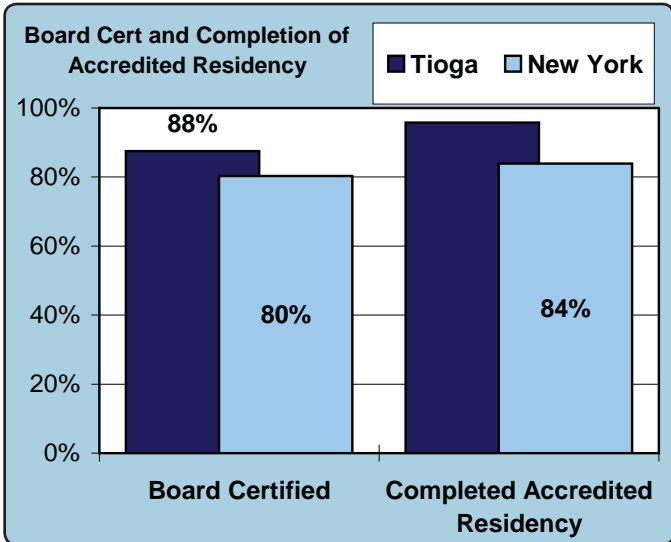 Board Cert and Completion of
Accredited Residency
Tioga
New York
100%
80%
60%
40%
20%
0%
88%
80%
84%
Board Certified
Completed Accredited
Residency